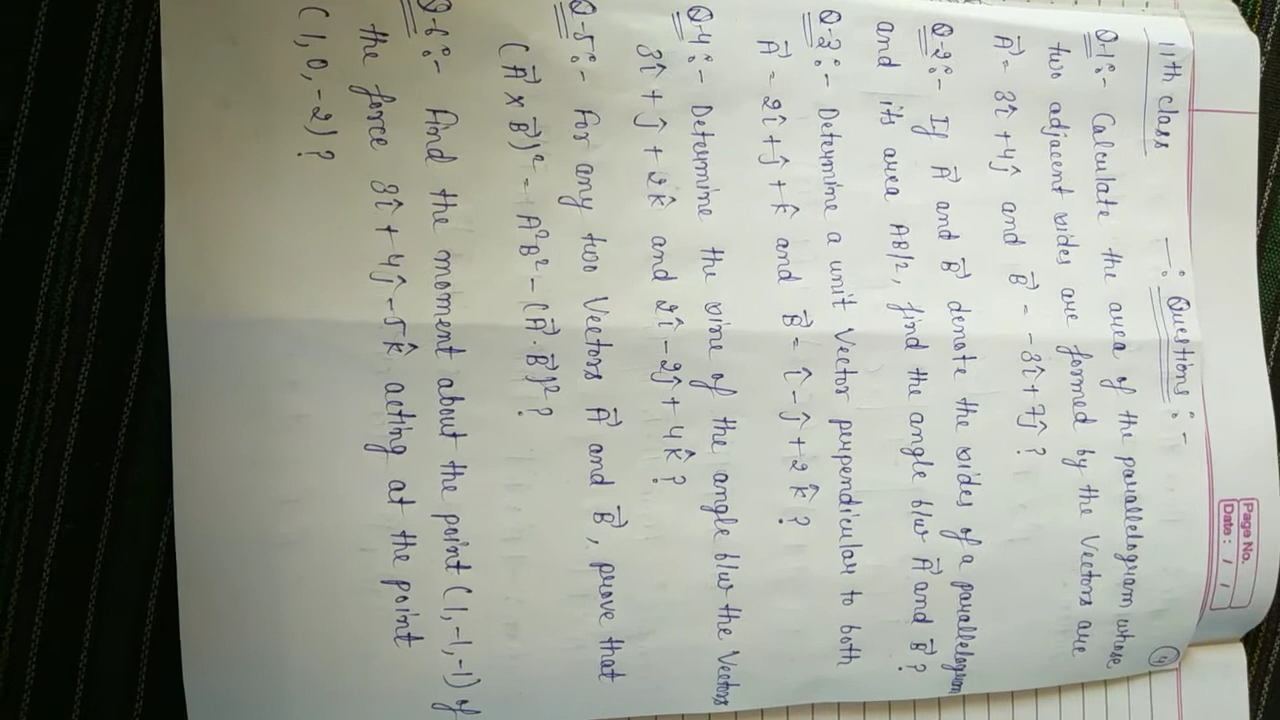 Page No.
Date: / /
4
-: Questions :-
11th class
Q-1:- Calculate the area of the parallelogram whose
two adjacent sides are formed by the Vectors are
A⃗ = 3î + 4ĵ and B⃗ = -3î + 7ĵ ?
Q-2:- If A⃗ and B⃗ denote the sides of a parallelogram
and its area AB/2, find the angle b/w A⃗ and B⃗ ?
Q-3:- Determine a unit Vector perpendicular to both
A⃗ = 2î + ĵ + k̂ and B⃗ = î - ĵ + 2k̂ ?
Q-4:- Determine the sine of the angle b/w the Vectors
3î + ĵ + 2k̂ and 2î - 2ĵ + 4k̂ ?
Q-5:- For any two Vectors A⃗ and B⃗, prove that
(A⃗ × B⃗)² = A²B² - (A⃗ · B⃗)² ?
Q-6:- Find the moment about the point (1, -1, -1) of
the force 3î + 4ĵ - 5k̂ acting at the point
(1, 0, -2) ?